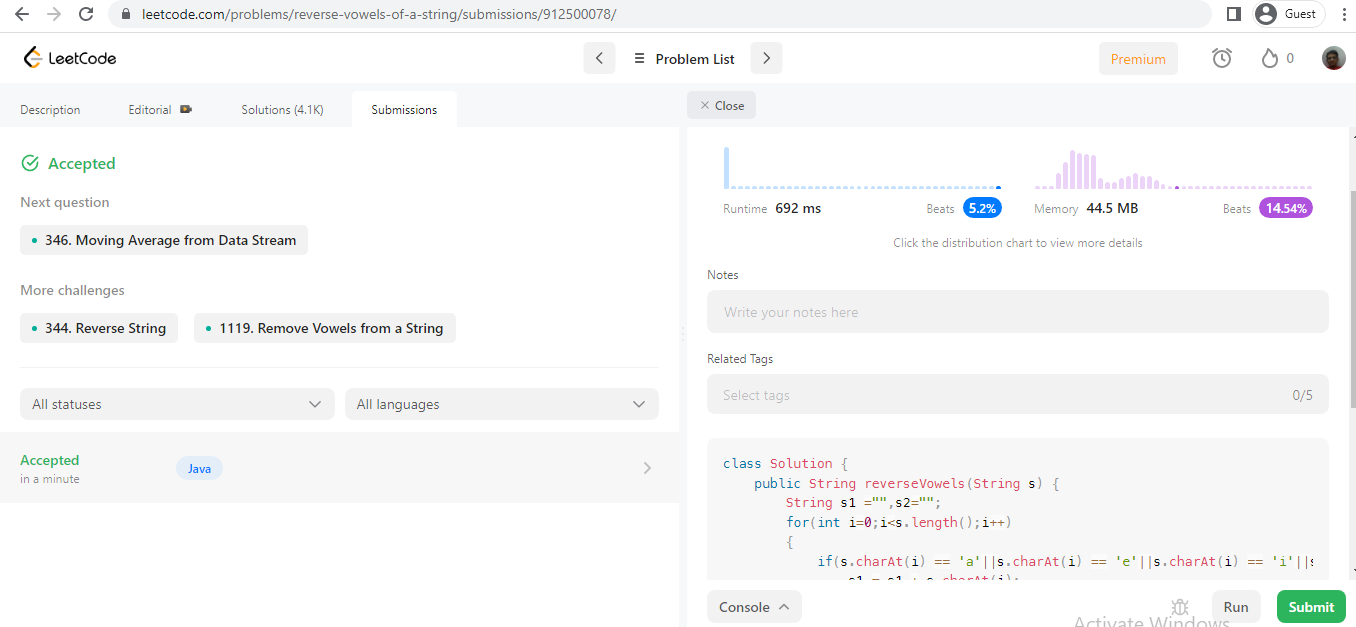 leetcode.com/problems/reverse-vowels-of-a-string/submissions/912500078/
Guest
LeetCode
Problem List
Premium
0
Description
Editorial
Solutions (4.1K)
Submissions
Close
Accepted
Next question
346. Moving Average from Data Stream
More challenges
344. Reverse String
1119. Remove Vowels from a String
All statuses
All languages
Accepted
in a minute
Java
Runtime 692 ms
Beats 5.2%
Memory 44.5 MB
Beats 14.54%
Click the distribution chart to view more details
Notes
Write your notes here
Related Tags
Select tags
0/5
class Solution {
public String reverseVowels(String s) {
String s1 ="",s2="";
for(int i=0;i<s.length();i++)
{
if(s.charAt(i) == 'a'||s.charAt(i) == 'e'||s.charAt(i) == 'i'||s
s1 = s1 + s.charAt(i);
Console
Run
Submit
Activate Windows